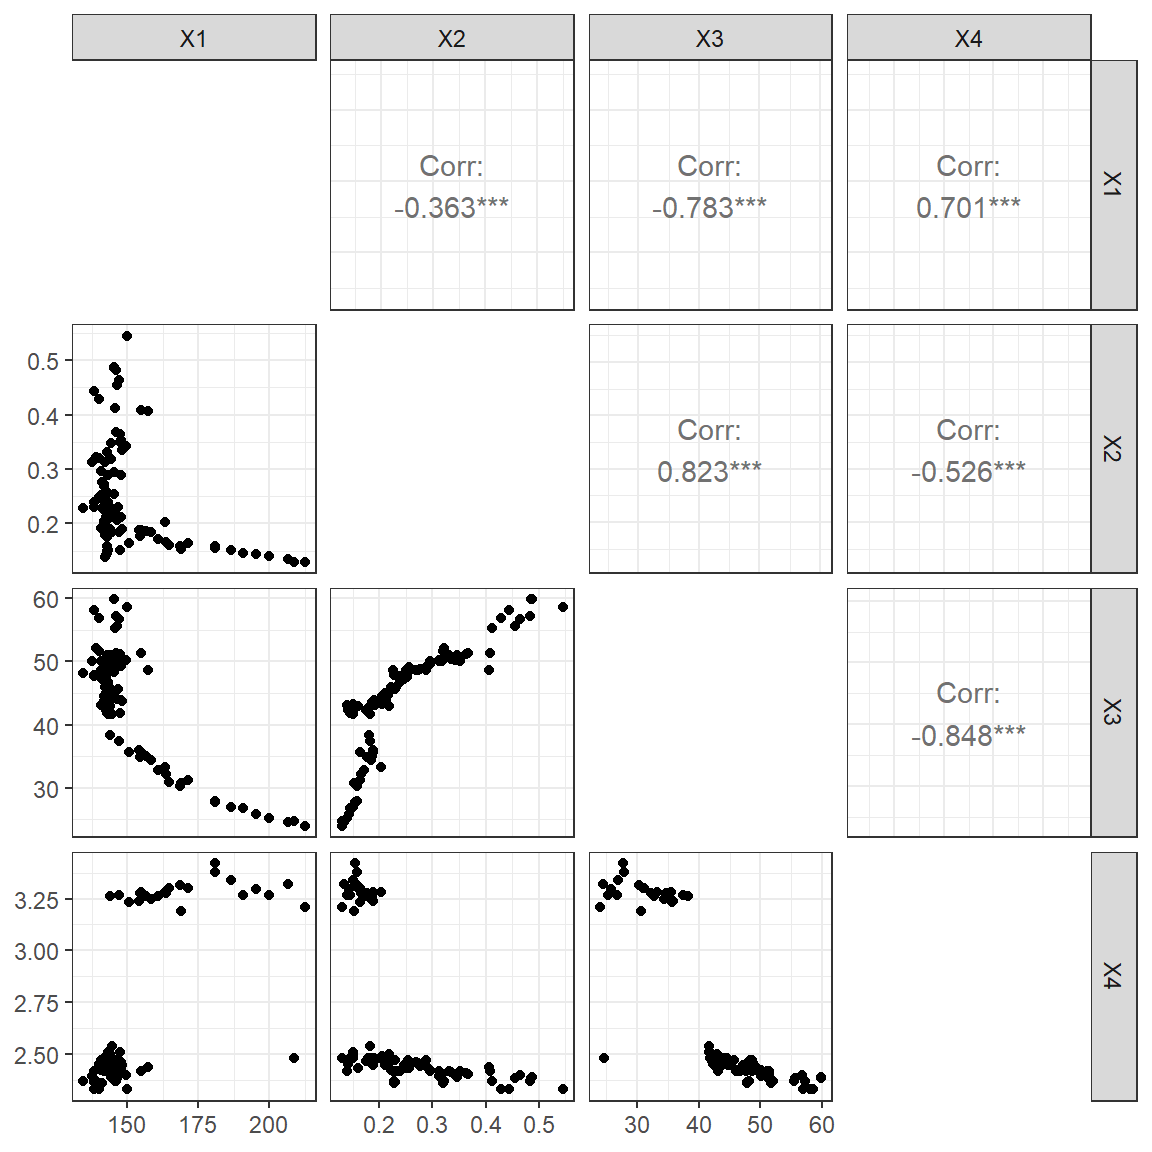 X1 X2 X3 X4
Corr: Corr: Corr:
-0.363*** -0.783*** 0.701***
X1
0.5
0.4
0.3
0.2
Corr: Corr:
0.823*** -0.526***
X2
60
50
40
30
Corr:
-0.848***
X3
3.25
3.00
2.75
2.50
X4
150 175 200 0.2 0.3 0.4 0.5 30 40 50 60